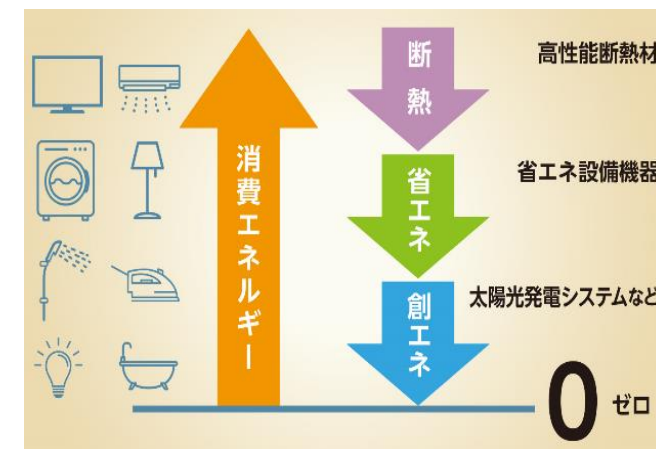 消費エネルギー
断熱
高性能断熱材
省エネ
省エネ設備機器
創エネ
太陽光発電システムなど
0 ゼロ